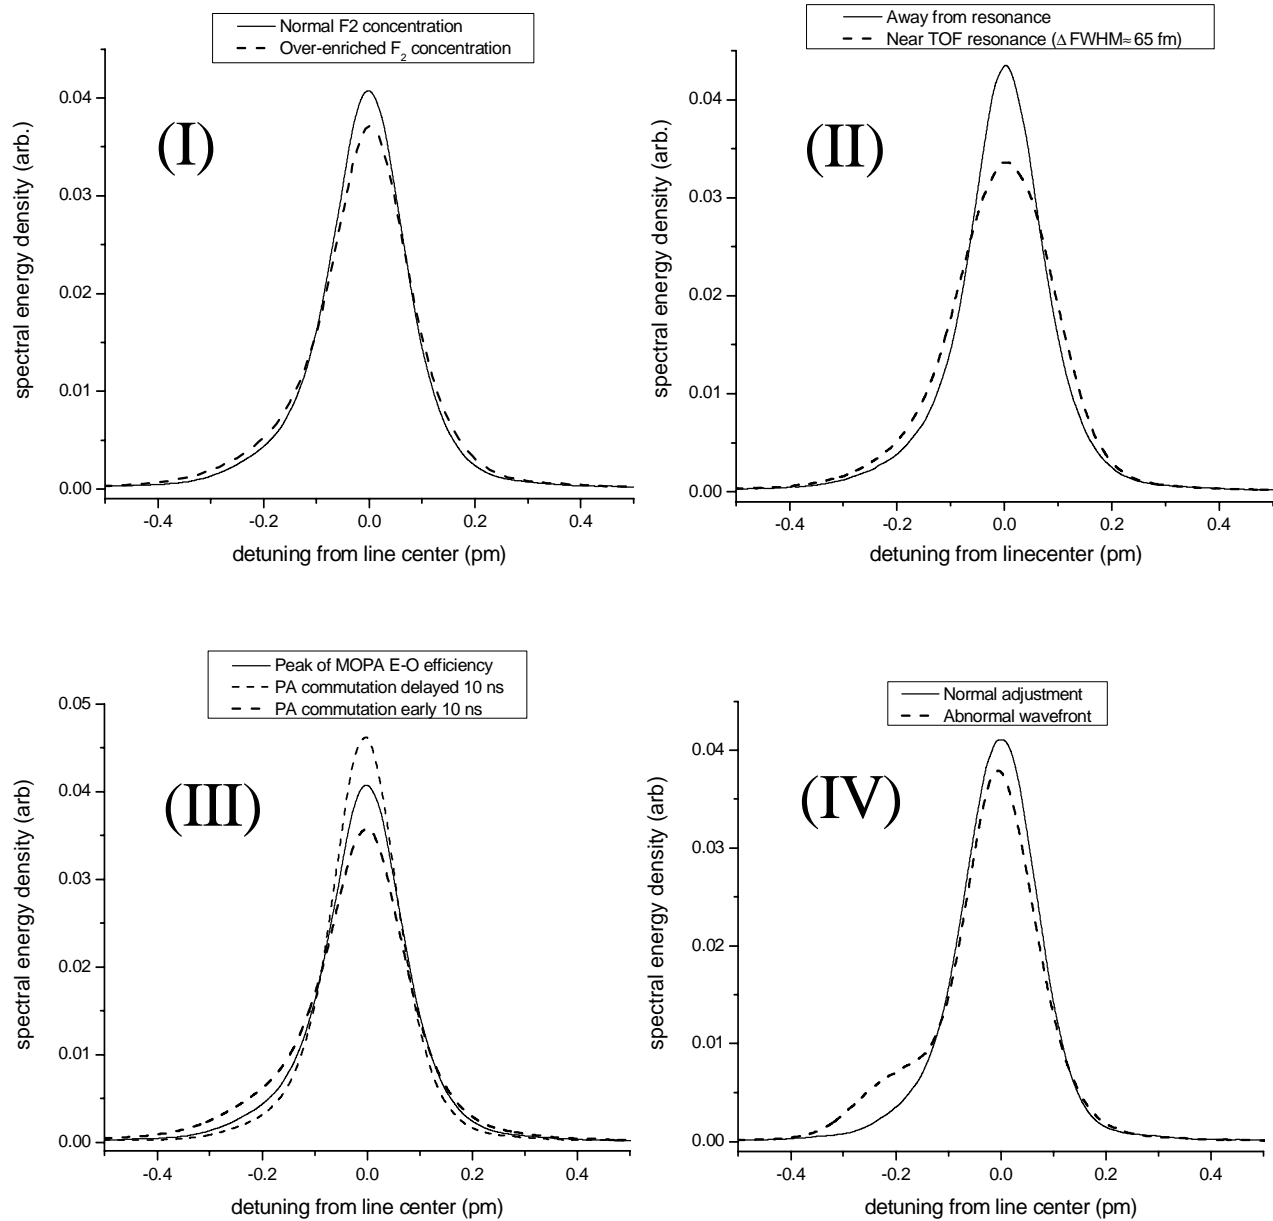 Normal F2 concentration
Over-enriched F2 concentration
(I)
spectral energy density (arb.)
0.04
0.03
0.02
0.01
0.00
-0.4 -0.2 0.0 0.2 0.4
detuning from line center (pm)
Away from resonance
Near TOF resonance (Δ FWHM≈ 65 fm)
(II)
spectral energy density (arb.)
0.04
0.03
0.02
0.01
0.00
-0.4 -0.2 0.0 0.2 0.4
detuning from linecenter (pm)
Peak of MOPA E-O efficiency
PA commutation delayed 10 ns
PA commutation early 10 ns
(III)
spectral energy density (arb)
0.05
0.04
0.03
0.02
0.01
0.00
-0.4 -0.2 0.0 0.2 0.4
detuning from line center (pm)
Normal adjustment
Abnormal wavefront
(IV)
spectral energy density (arb)
0.04
0.03
0.02
0.01
0.00
-0.4 -0.2 0.0 0.2 0.4
detuning from line center (pm)